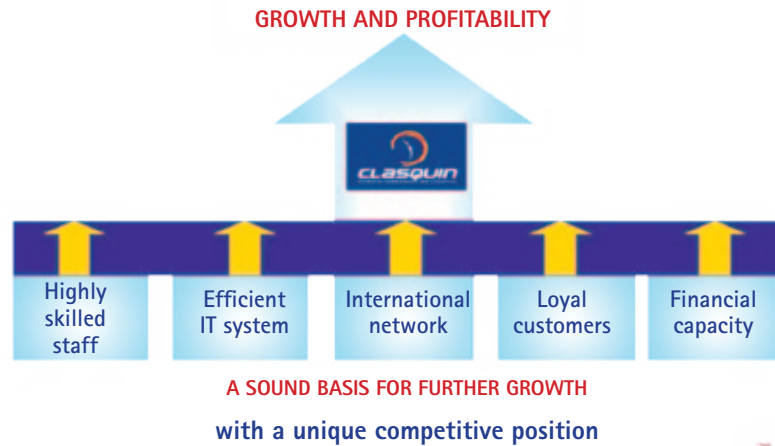 GROWTH AND PROFITABILITY
CLASQUIN
Highly
skilled
staff
Efficient
IT system
International
network
Loyal
customers
Financial
capacity
A SOUND BASIS FOR FURTHER GROWTH
with a unique competitive position